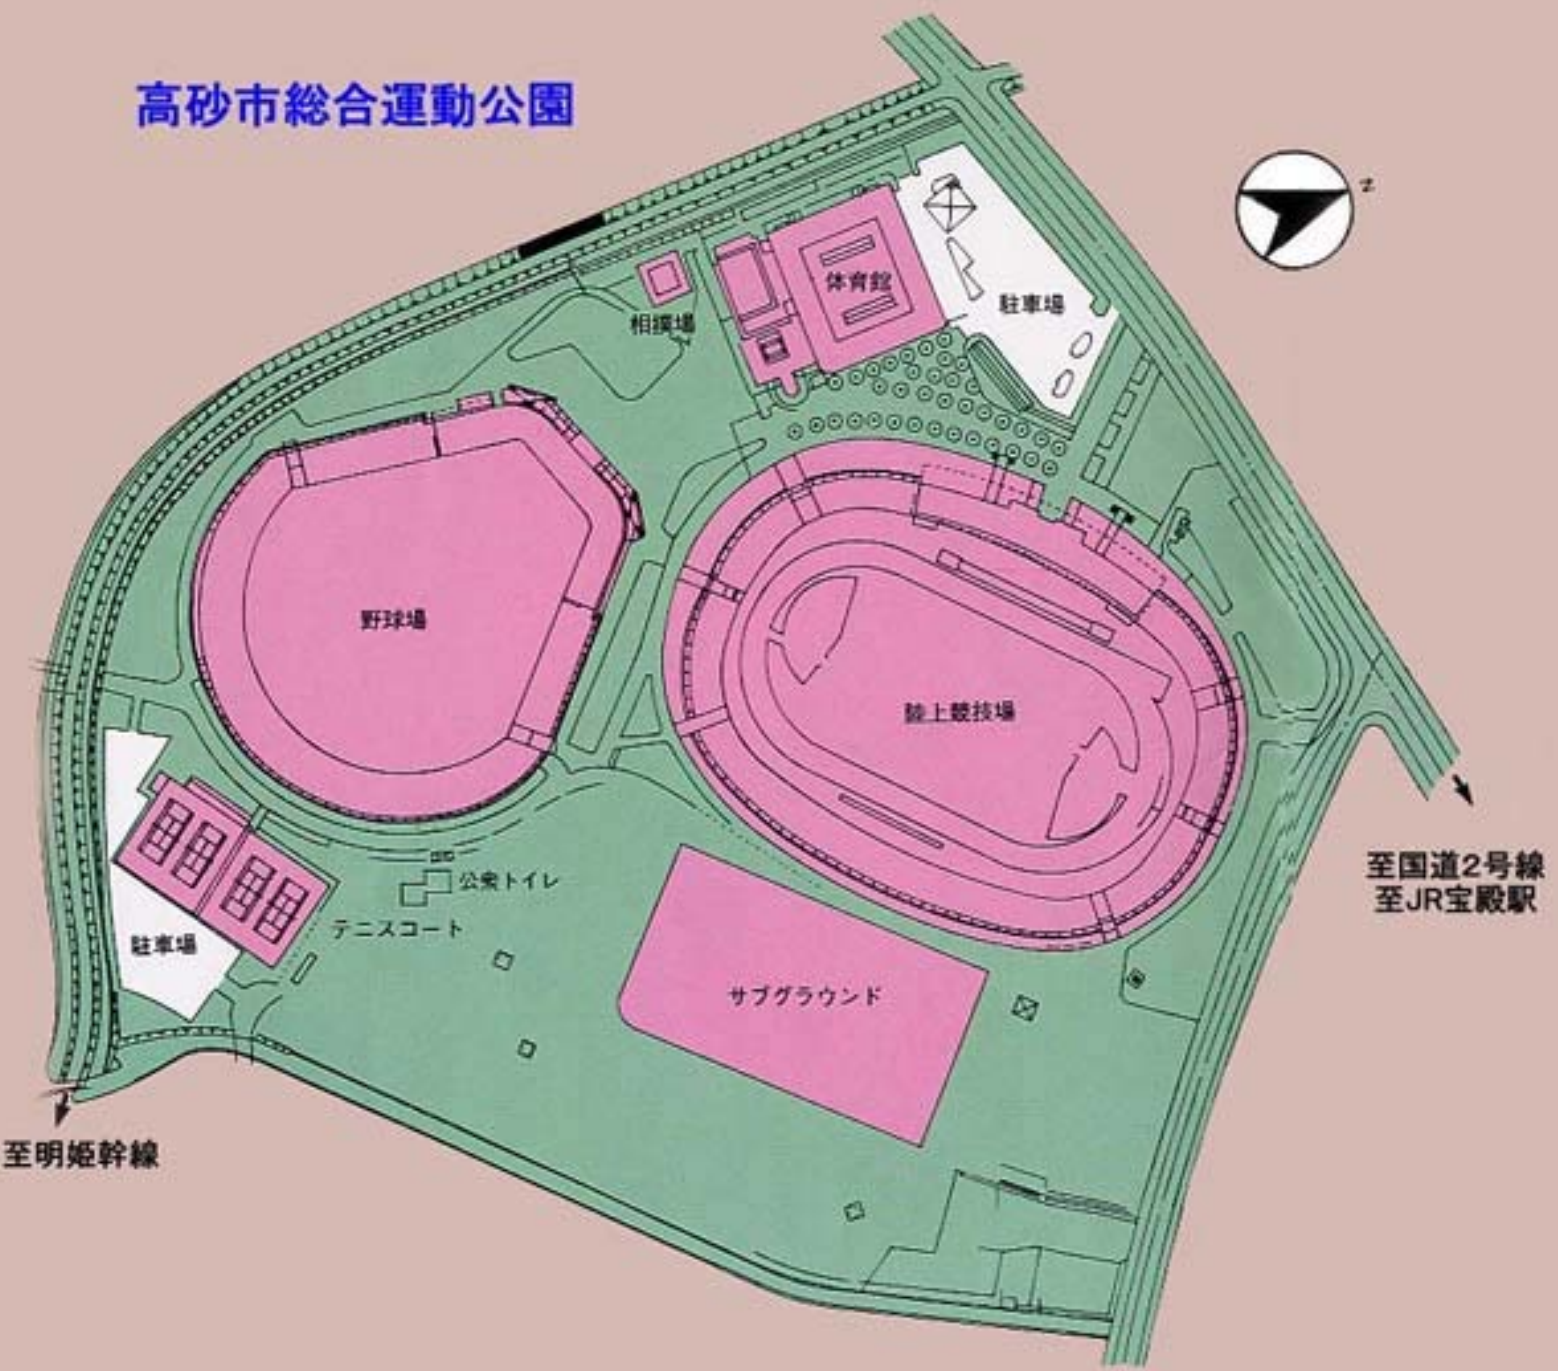 高砂市総合運動公園
N
体育館
駐車場
相撲場
野球場
陸上競技場
公衆トイレ
テニスコート
駐車場
サブグラウンド
至国道2号線
至JR宝殿駅
至明姫幹線